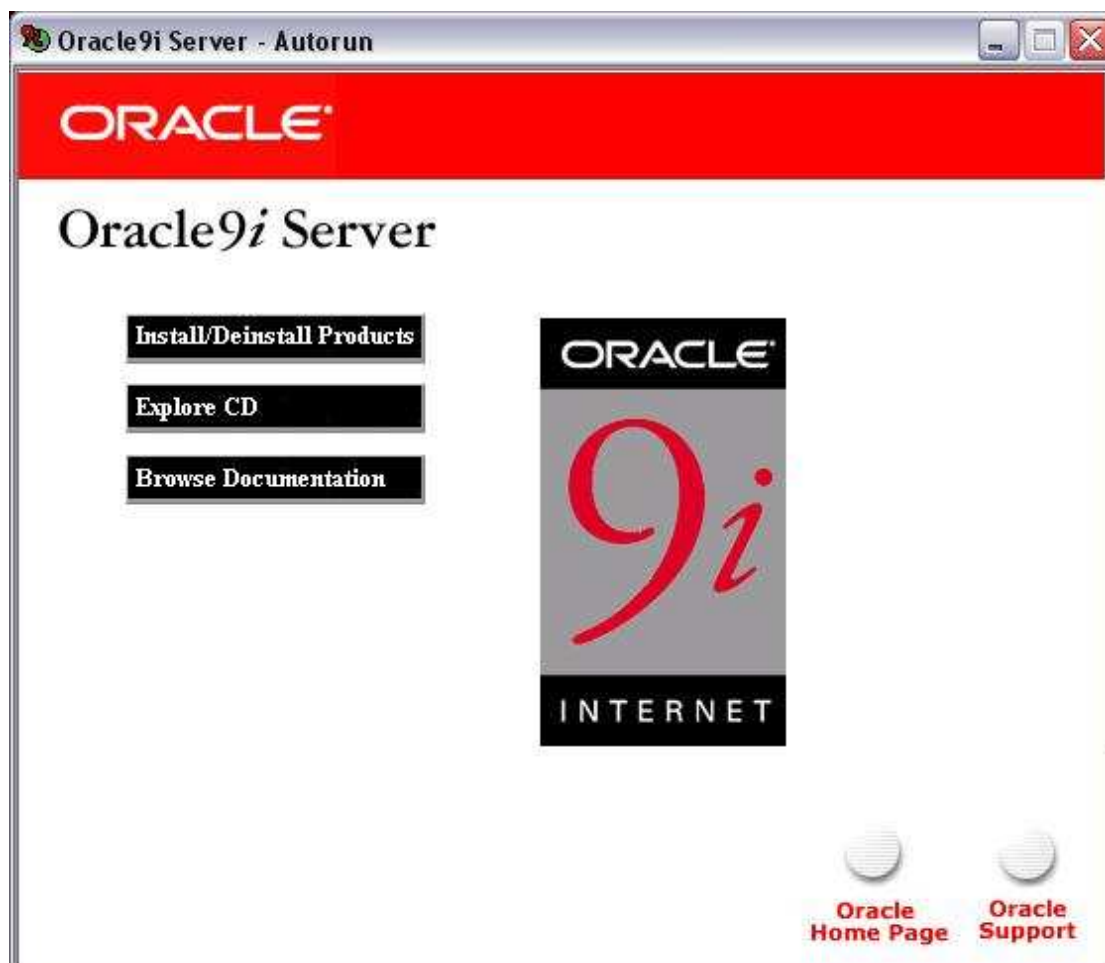 Oracle9i Server - Autorun
ORACLE®
Oracle9i Server
Install/Deinstall Products
Explore CD
Browse Documentation
ORACLE®
9i
INTERNET
Oracle
Home Page
Oracle
Support